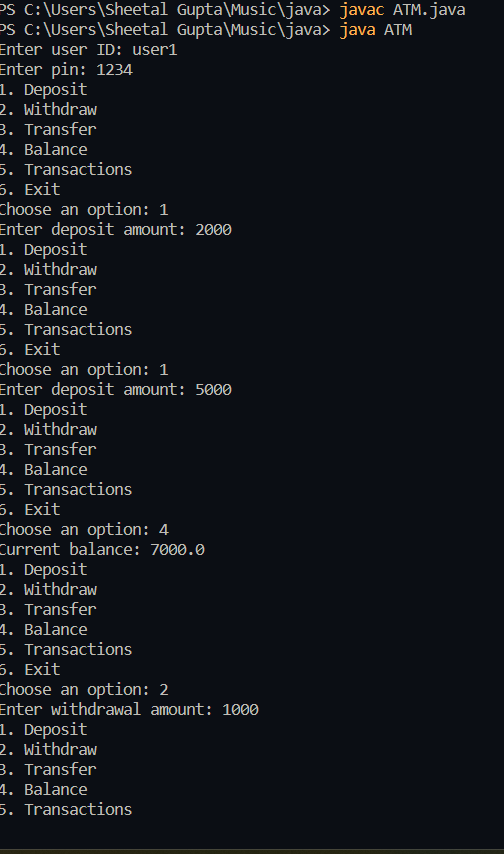 PS C:\Users\Sheetal Gupta\Music\java> javac ATM.java
PS C:\Users\Sheetal Gupta\Music\java> java ATM
Enter user ID: user1
Enter pin: 1234
1. Deposit
2. Withdraw
3. Transfer
4. Balance
5. Transactions
6. Exit
Choose an option: 1
Enter deposit amount: 2000
1. Deposit
2. Withdraw
3. Transfer
4. Balance
5. Transactions
6. Exit
Choose an option: 1
Enter deposit amount: 5000
1. Deposit
2. Withdraw
3. Transfer
4. Balance
5. Transactions
6. Exit
Choose an option: 4
Current balance: 7000.0
1. Deposit
2. Withdraw
3. Transfer
4. Balance
5. Transactions
6. Exit
Choose an option: 2
Enter withdrawal amount: 1000
1. Deposit
2. Withdraw
3. Transfer
4. Balance
5. Transactions